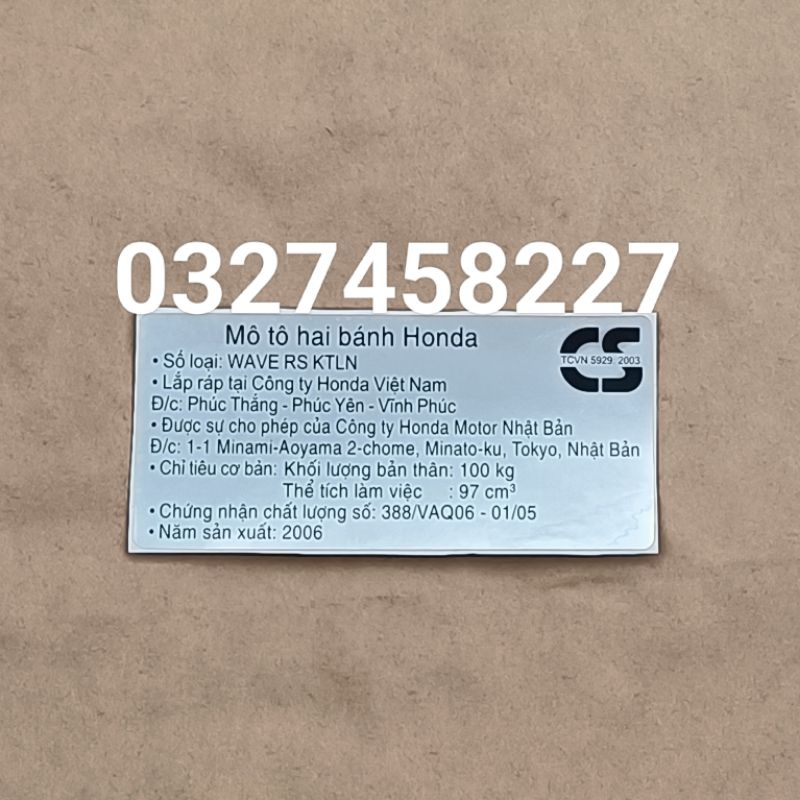 0327458227
Mô tô hai bánh Honda
CS
TCVN 5929 2003
• Số loại: WAVE RS KTLN
• Lắp ráp tại Công ty Honda Việt Nam
Đ/c: Phúc Thắng - Phúc Yên - Vĩnh Phúc
• Được sự cho phép của Công ty Honda Motor Nhật Bản
Đ/c: 1-1 Minami-Aoyama 2-chome, Minato-ku, Tokyo, Nhật Bản
• Chỉ tiêu cơ bản: Khối lượng bản thân: 100 kg
Thể tích làm việc : 97 cm³
• Chứng nhận chất lượng số: 388/VAQ06 - 01/05
• Năm sản xuất: 2006